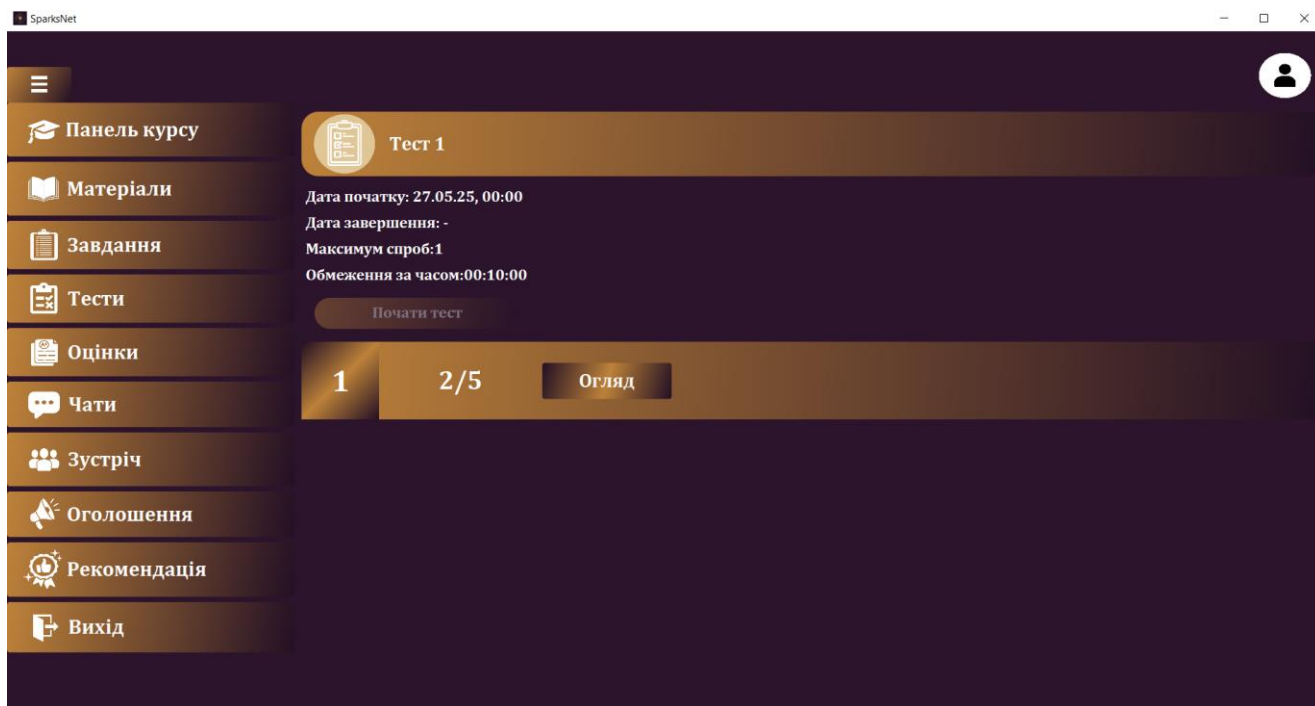 SparksNet
Панель курсу
Матеріали
Завдання
Тести
Оцінки
Чати
Зустріч
Оголошення
Рекомендація
Вихід
Тест 1
Дата початку: 27.05.25, 00:00
Дата завершення: -
Максимум спроб:1
Обмеження за часом:00:10:00
Почати тест
1 2/5 Огляд